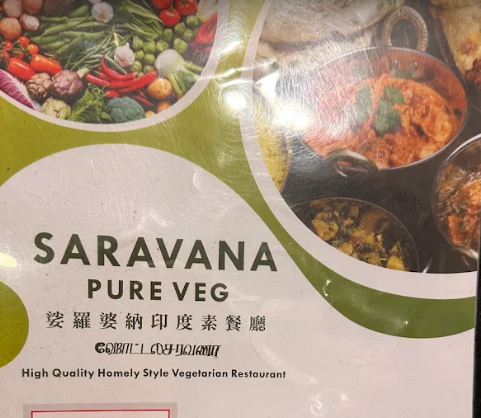 SARAVANA
PURE VEG
娑羅婆納印度素餐廳
High Quality Homely Style Vegetarian Restaurant